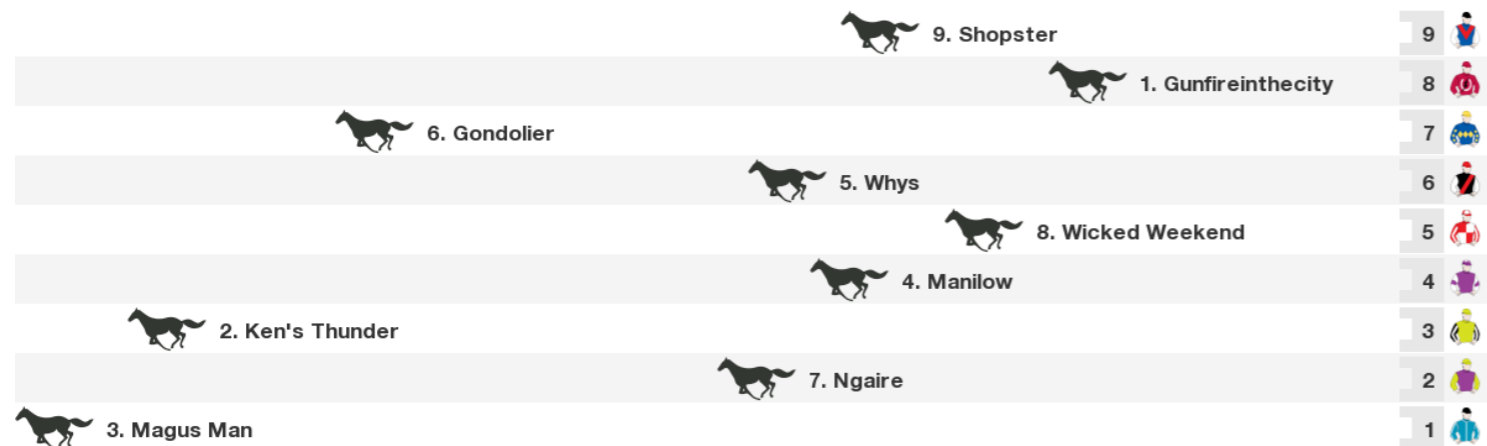 9. Shopster 9
1. Gunfireinthecity 8
6. Gondolier 7
5. Whys 6
8. Wicked Weekend 5
4. Manilow 4
2. Ken's Thunder 3
7. Ngaire 2
3. Magus Man 1